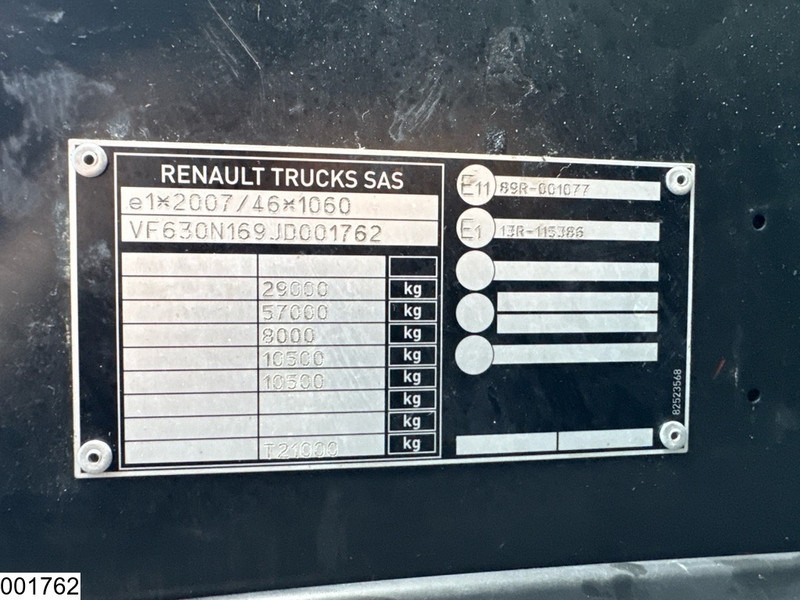 RENAULT TRUCKS SAS
e1*2007/46*1060
VF630N169JD001762
29000 kg
57000 kg
8000 kg
10500 kg
10500 kg
kg
kg
T21000 kg
E11 89R-001077
E1 13R-115386
82523568
001762